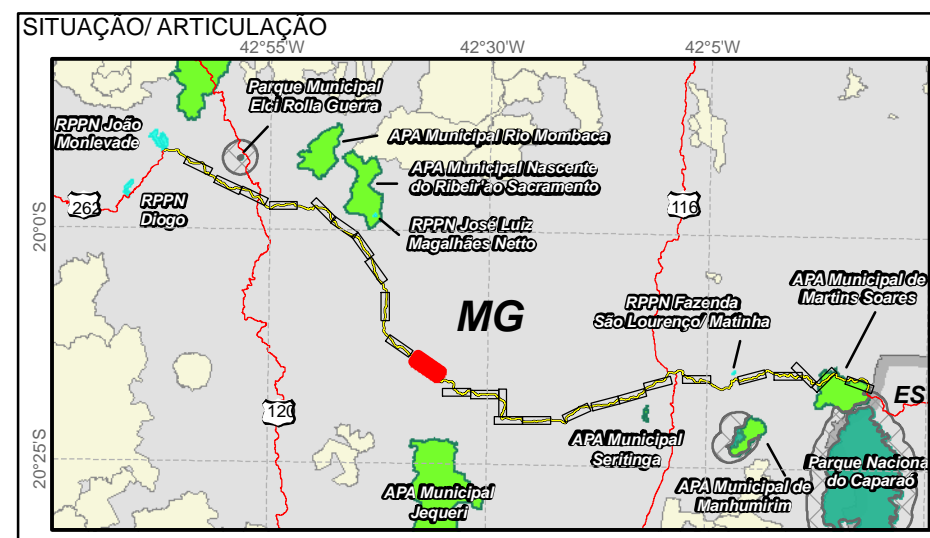 SITUAÇÃO/ ARTICULAÇÃO
42°55'W
42°30'W
42°5'W
Parque Municipal
Elci Rolla Guerra
RPPN João
Monlevade
APA Municipal Rio Mombaca
APA Municipal Nascente
do Ribeir'ao Sacramento
262
RPPN
Diogo
116
20°0'S
RPPN José Luiz
Magalhães Netto
APA Municipal de
Martins Soares
RPPN Fazenda
São Lourenço/ Matinha
MG
ES
120
APA Municipal
Seritinga
20°25'S
Parque Naciona
do Caparaó
APA Municipal
Jequeri
APA Municipal de
Manhumirim